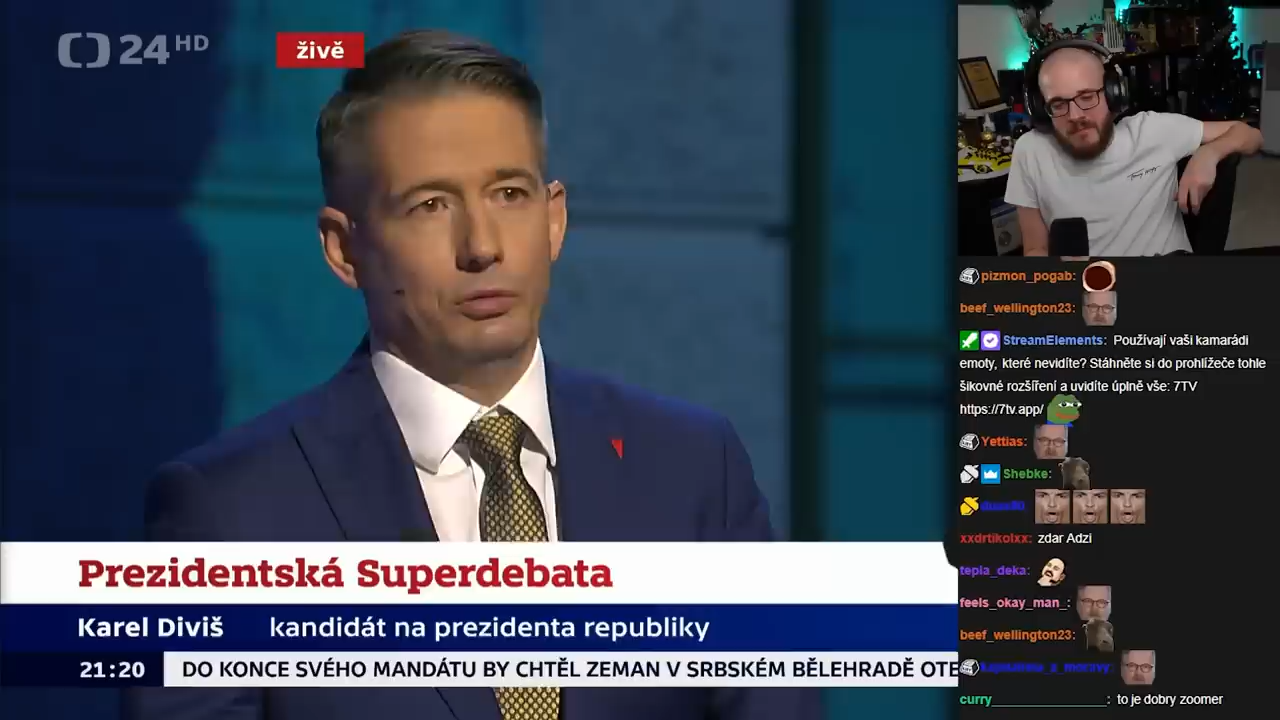 24 HD
živě
Prezidentská Superdebata
Karel Diviš kandidát na prezidenta republiky
21:20 DO KONCE SVÉHO MANDÁTU BY CHTĚL ZEMAN V SRBSKÉM BĚLEHRADĚ OTE
pizmon_pogab:
beef_wellington23:
StreamElements: Používají vaši kamarádi
emoty, které nevidíte? Stáhněte si do prohlížeče tohle
šikovné rozšíření a uvidíte úplně vše: 7TV
https://7tv.app/
Yettias:
Shebke:
xxdrtikolxx: zdar Adzi
tepla_deka:
feels_okay_man_:
beef_wellington23:
curry______________: to je dobry zoomer